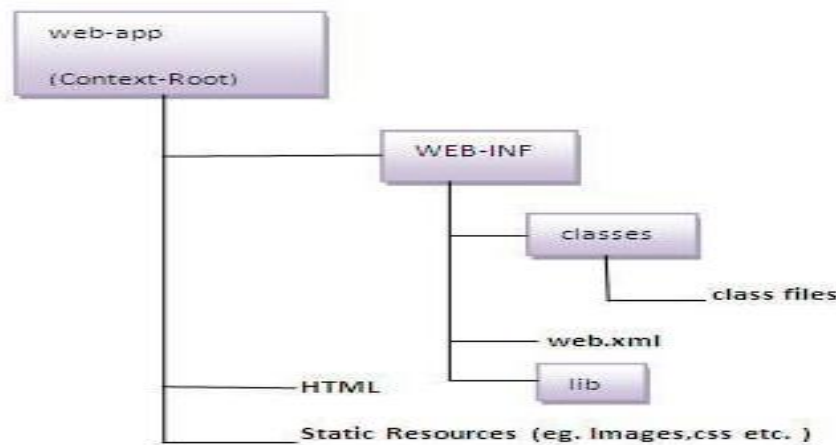 web-app
(Context-Root)
WEB-INF
classes
class files
web.xml
lib
HTML
Static Resources (eg. Images,css etc. )